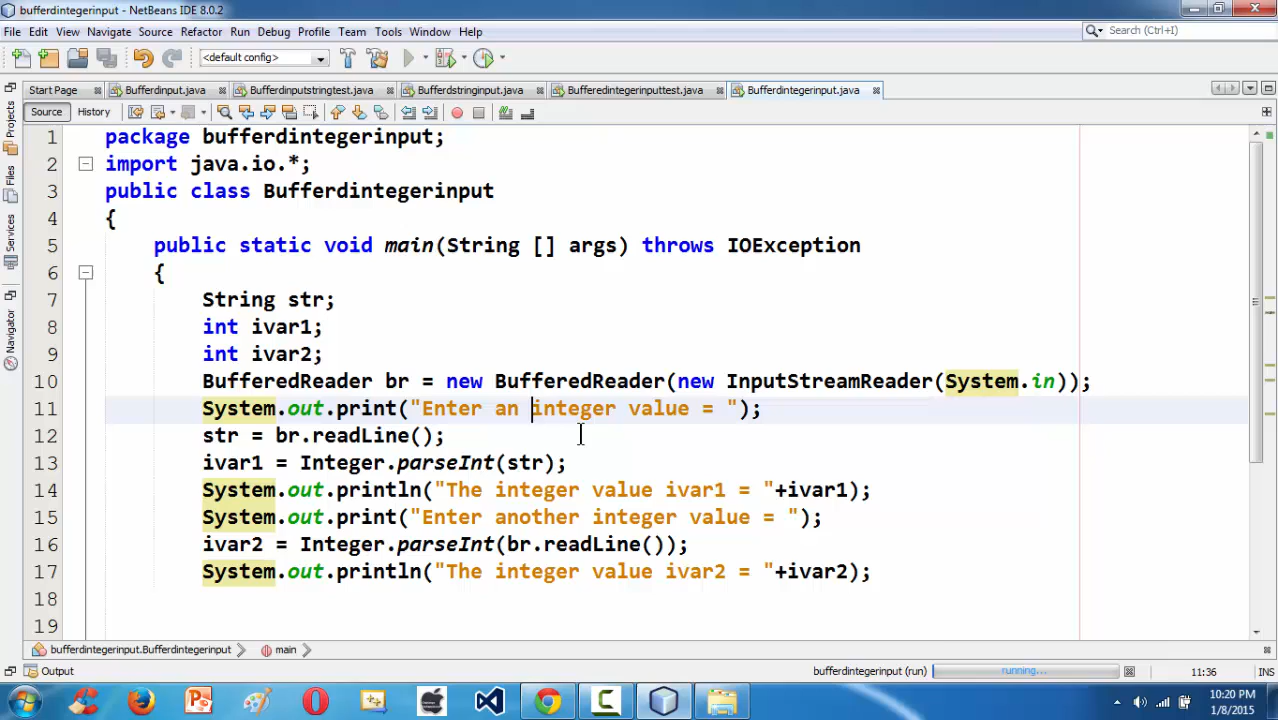 bufferdintegerinput - NetBeans IDE 8.0.2
File Edit View Navigate Source Refactor Run Debug Profile Team Tools Window Help
Search (Ctrl+I)
<default config>
Start Page Bufferdinput.java Bufferdinputstringtest.java Bufferdstringinput.java Bufferedintegerinputtest.java Bufferdintegerinput.java
Source History
Projects
Files
Services
Navigator
1 package bufferdintegerinput;
2 import java.io.*;
3 public class Bufferdintegerinput
4 {
5 public static void main(String [] args) throws IOException
6 {
7 String str;
8 int ivar1;
9 int ivar2;
10 BufferedReader br = new BufferedReader(new InputStreamReader(System.in));
11 System.out.print("Enter an integer value = ");
12 str = br.readLine();
13 ivar1 = Integer.parseInt(str);
14 System.out.println("The integer value ivar1 = "+ivar1);
15 System.out.print("Enter another integer value = ");
16 ivar2 = Integer.parseInt(br.readLine());
17 System.out.println("The integer value ivar2 = "+ivar2);
18
19
bufferdintegerinput.Bufferdintegerinput main
Output
bufferdintegerinput (run) running... 11:36 INS
10:20 PM
1/8/2015